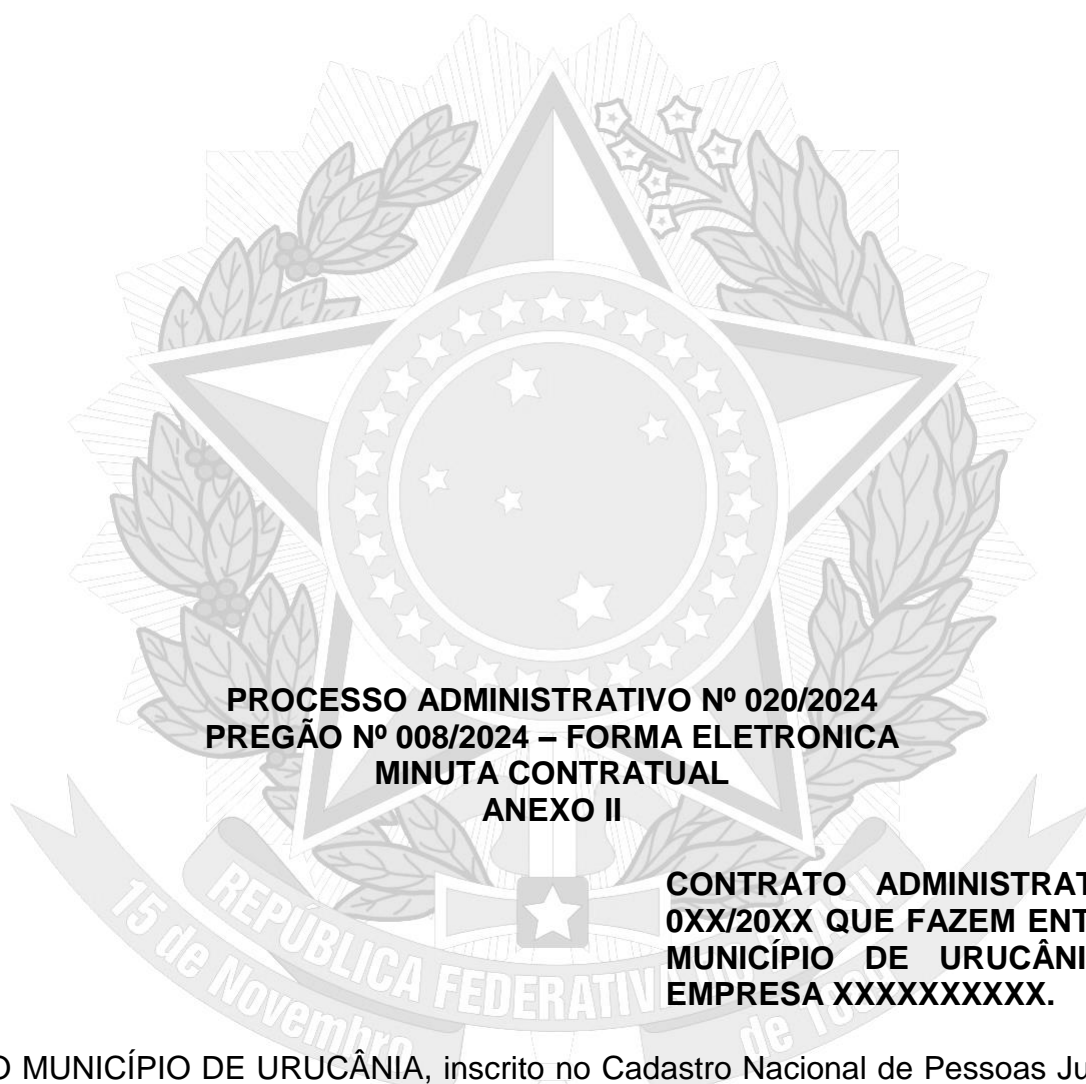 PROCESSO ADMINISTRATIVO Nº 020/2024
PREGÃO Nº 008/2024 – FORMA ELETRONICA
MINUTA CONTRATUAL
ANEXO II
CONTRATO ADMINISTRAT
0XX/20XX QUE FAZEM ENT
MUNICÍPIO DE URUCÂNI
EMPRESA XXXXXXXXXX.
REPÚBLICA FEDERATIV
15 de Novembro
de 1889
O MUNICÍPIO DE URUCÂNIA, inscrito no Cadastro Nacional de Pessoas Ju